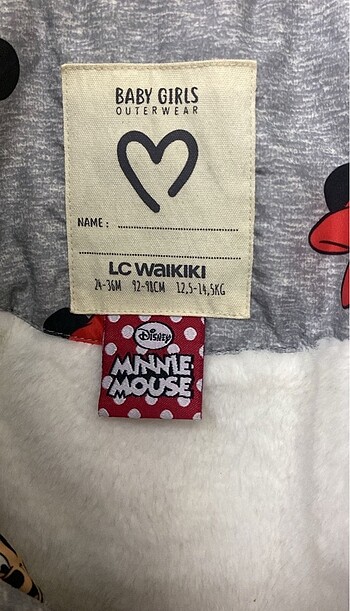 BABY GIRLS
OUTERWEAR
NAME :
LC WAIKIKI
24-36M 92-98CM 12,5-14,5KG
Disney
MINNIE
MOUSE